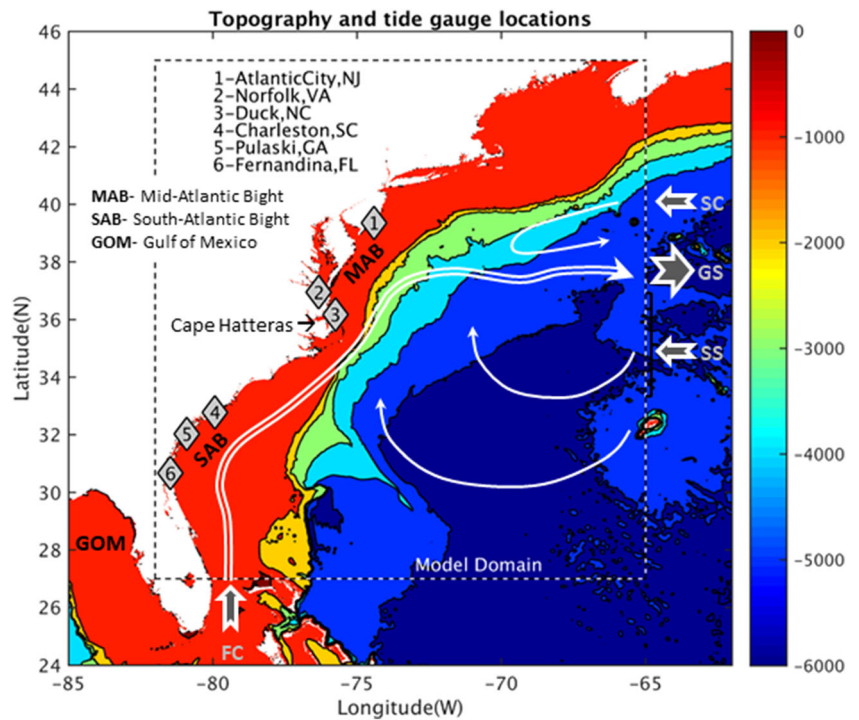 Topography and tide gauge locations
46
44
42
40
38
36
34
32
30
28
26
24
Latitude(N)
1-AtlanticCity,NJ
2-Norfolk,VA
3-Duck,NC
4-Charleston,SC
5-Pulaski,GA
6-Fernandina,FL
MAB- Mid-Atlantic Bight
SAB- South-Atlantic Bight
GOM- Gulf of Mexico
1
MAB
2
3
Cape Hatteras→
4
5
SAB
6
GOM
SC
GS
SS
FC
Model Domain
-85
-80
-75
-70
-65
Longitude(W)
0
-1000
-2000
-3000
-4000
-5000
-6000